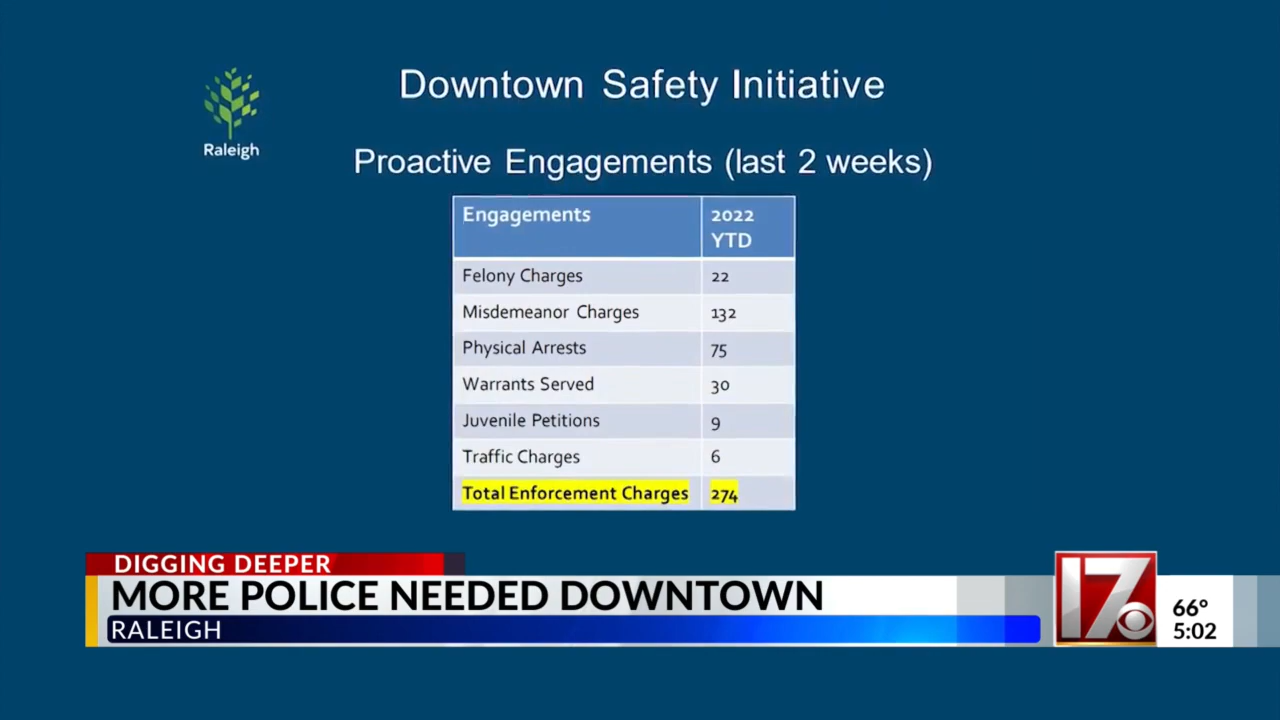 Raleigh
Downtown Safety Initiative
Proactive Engagements (last 2 weeks)
Engagements 2022
YTD
Felony Charges 22
Misdemeanor Charges 132
Physical Arrests 75
Warrants Served 30
Juvenile Petitions 9
Traffic Charges 6
Total Enforcement Charges 274
DIGGING DEEPER
MORE POLICE NEEDED DOWNTOWN
RALEIGH
17
66°
5:02